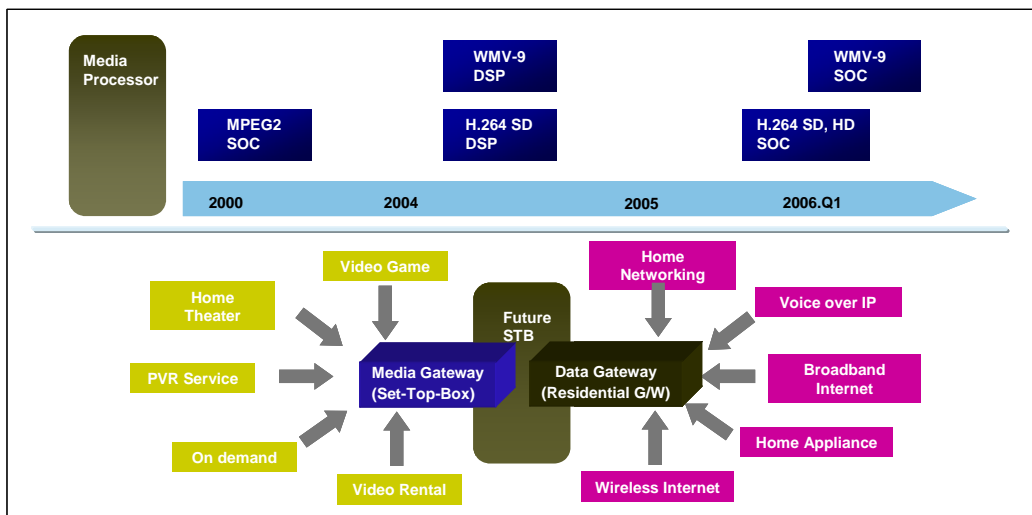 Media
Processor
WMV-9
DSP
WMV-9
SOC
MPEG2
SOC
H.264 SD
DSP
H.264 SD, HD
SOC
2000
2004
2005
2006.Q1
Video Game
Home
Networking
Home
Theater
Voice over IP
Future
STB
PVR Service
Media Gateway
(Set-Top-Box)
Data Gateway
(Residential G/W)
Broadband
Internet
On demand
Home Appliance
Video Rental
Wireless Internet